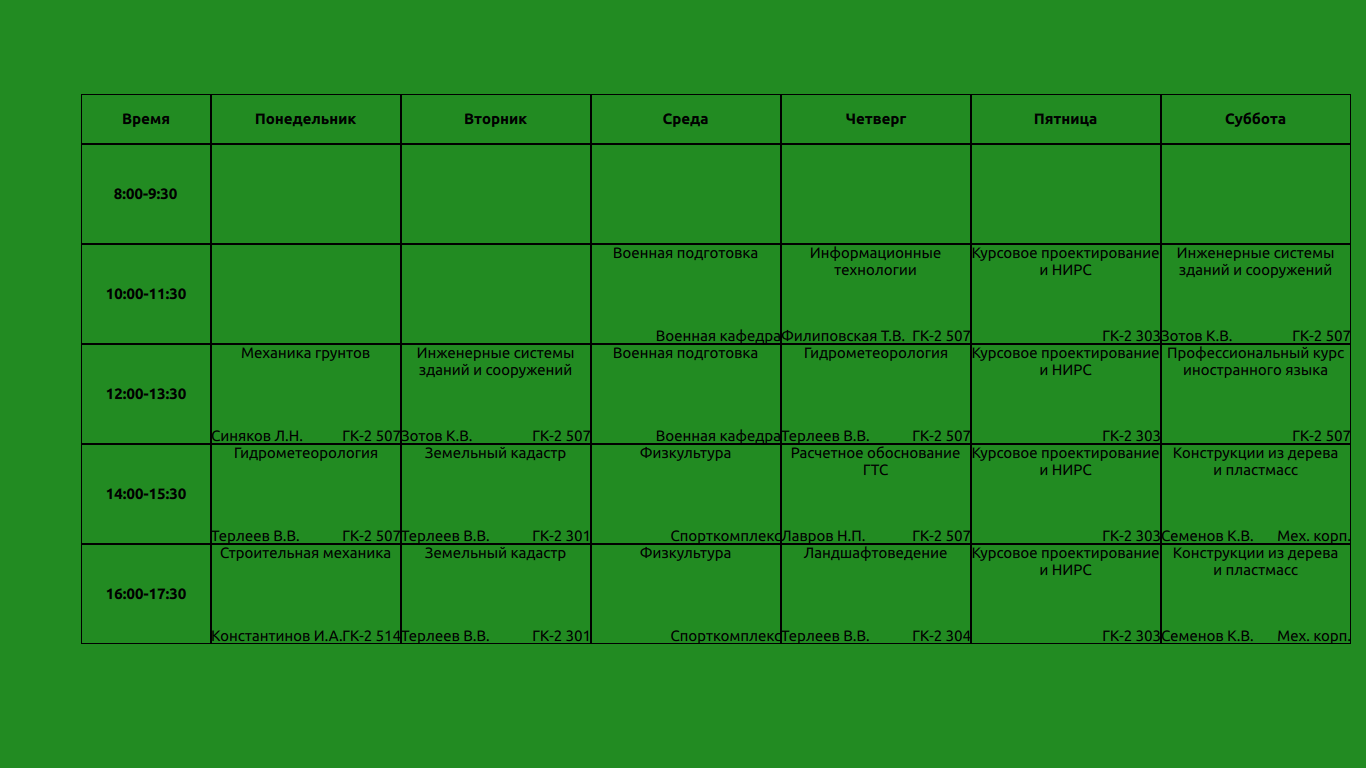 Время Понедельник Вторник Среда Четверг Пятница Суббота
8:00-9:30
10:00-11:30
Военная подготовка
Военная кафедра
Информационные
технологии
Филиповская Т.В. ГК-2 507
Курсовое проектирование
и НИРС
ГК-2 303
Инженерные системы
зданий и сооружений
Зотов К.В. ГК-2 507
12:00-13:30
Механика грунтов
Синяков Л.Н. ГК-2 507
Инженерные системы
зданий и сооружений
Зотов К.В. ГК-2 507
Военная подготовка
Военная кафедра
Гидрометеорология
Терлеев В.В. ГК-2 507
Курсовое проектирование
и НИРС
ГК-2 303
Профессиональный курс
иностранного языка
ГК-2 507
14:00-15:30
Гидрометеорология
Терлеев В.В. ГК-2 507
Земельный кадастр
Терлеев В.В. ГК-2 301
Физкультура
Спорткомплекс
Расчетное обоснование
ГТС
Лавров Н.П. ГК-2 507
Курсовое проектирование
и НИРС
ГК-2 303
Конструкции из дерева
и пластмасс
Семенов К.В. Мех. корп.
16:00-17:30
Строительная механика
Константинов И.А. ГК-2 514
Земельный кадастр
Терлеев В.В. ГК-2 301
Физкультура
Спорткомплекс
Ландшафтоведение
Терлеев В.В. ГК-2 304
Курсовое проектирование
и НИРС
ГК-2 303
Конструкции из дерева
и пластмасс
Семенов К.В. Мех. корп.